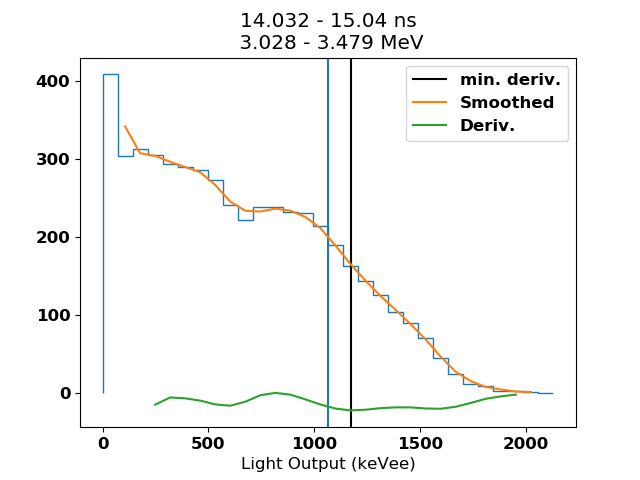 14.032 - 15.04 ns
3.028 - 3.479 MeV
min. deriv.
Smoothed
Deriv.
400
300
200
100
0
0 500 1000 1500 2000
Light Output (keVee)